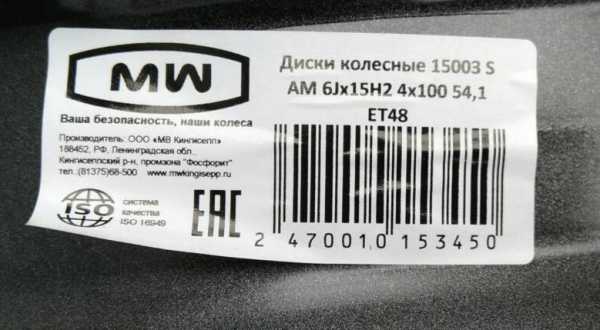 MW
Диски колесные 15003 S
AM 6Jx15H2 4x100 54,1
ET48
Ваша безопасность, наши колеса
Производитель: ООО «МВ Кингисепп»
188452, РФ, Ленинградская обл.,
Кингисеппский р-н, промзона "Фосфорит"
тел.:(81375)68-500 www.mwkingisepp.ru
ISO
система
качества
ISO 16949
EAC
2 470010 153450